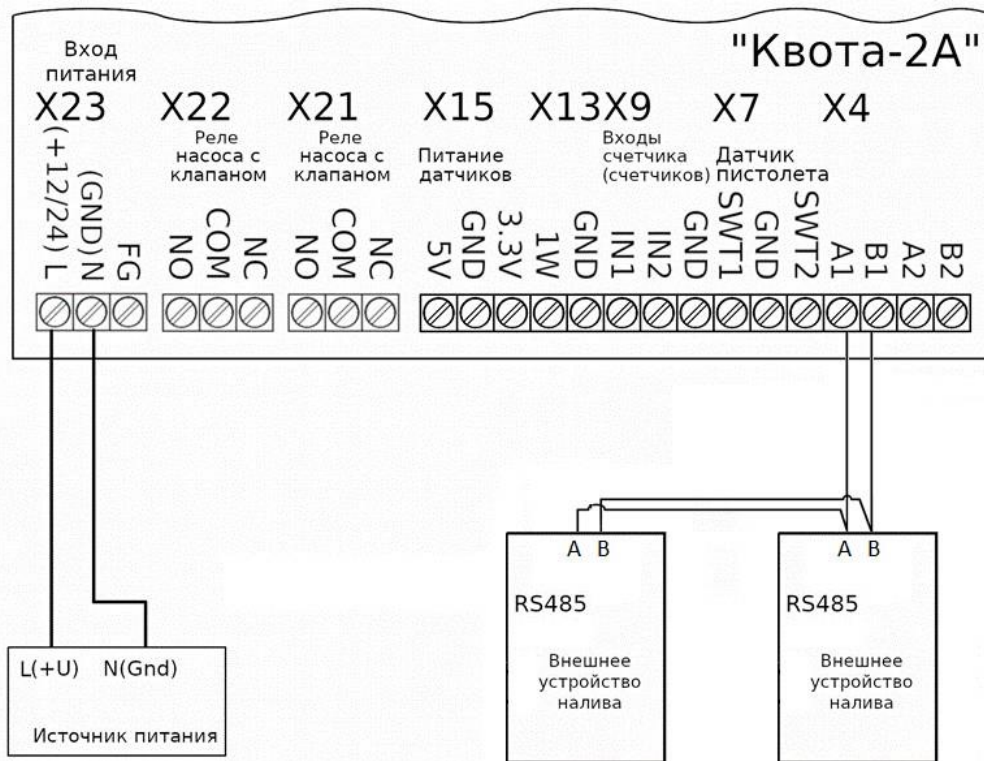 "Квота-2А"
Вход
питания
X23
X22
X21
X15
X13
X9
X7
X4
Реле
насоса с
клапаном
Реле
насоса с
клапаном
Питание
датчиков
Входы
счетчика
(счетчиков)
Датчик
пистолета
(+12/24) L
(GND) N
FG
NO
COM
NC
NO
COM
NC
5V
GND
3.3V
1W
GND
IN1
IN2
GND
SWT1
GND
SWT2
A1
B1
A2
B2
L(+U) N(Gnd)
Источник питания
A B
RS485
Внешнее
устройство
налива
A B
RS485
Внешнее
устройство
налива